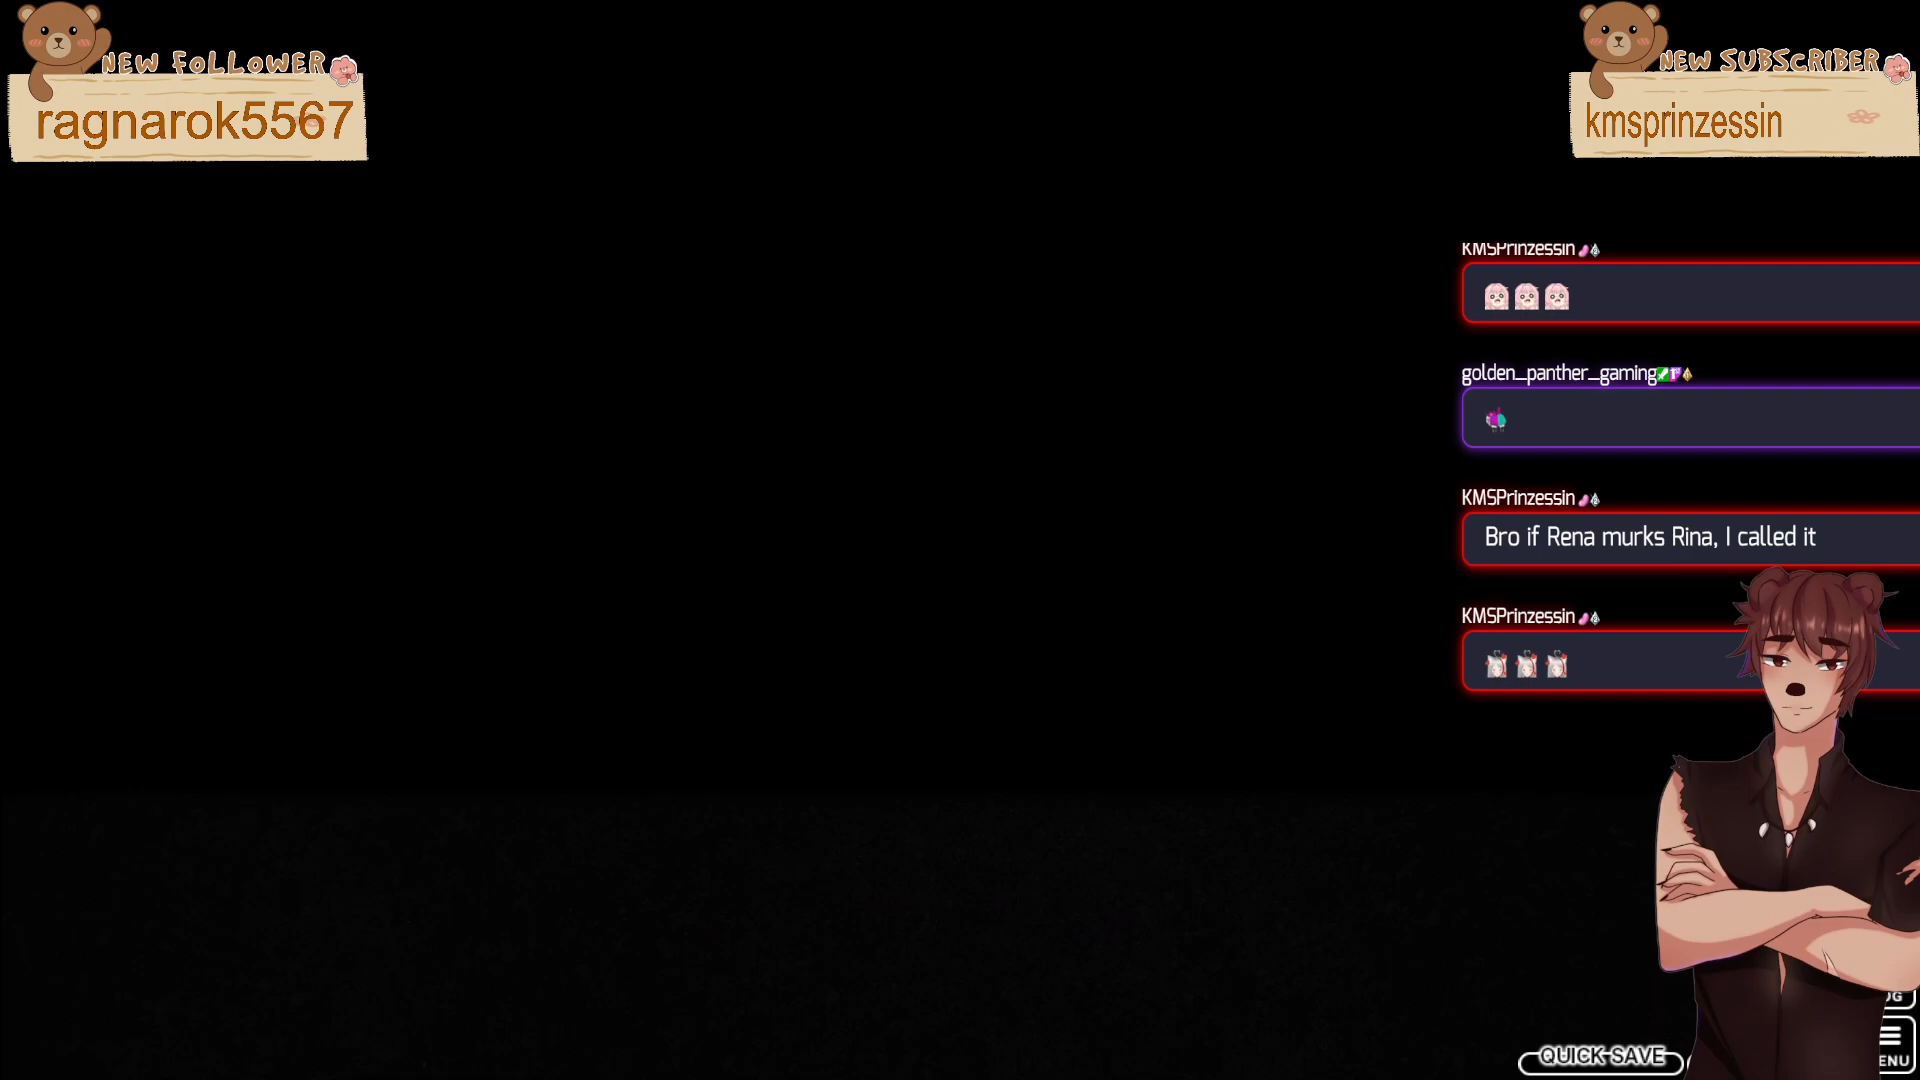 NEW FOLLOWER
ragnarok5567
NEW SUBSCRIBER
kmsprinzessin
KMSPrinzessin
golden_panther_gaming
KMSPrinzessin
Bro if Rena murks Rina, I called it
KMSPrinzessin
OG
QUICK SAVE
ENU